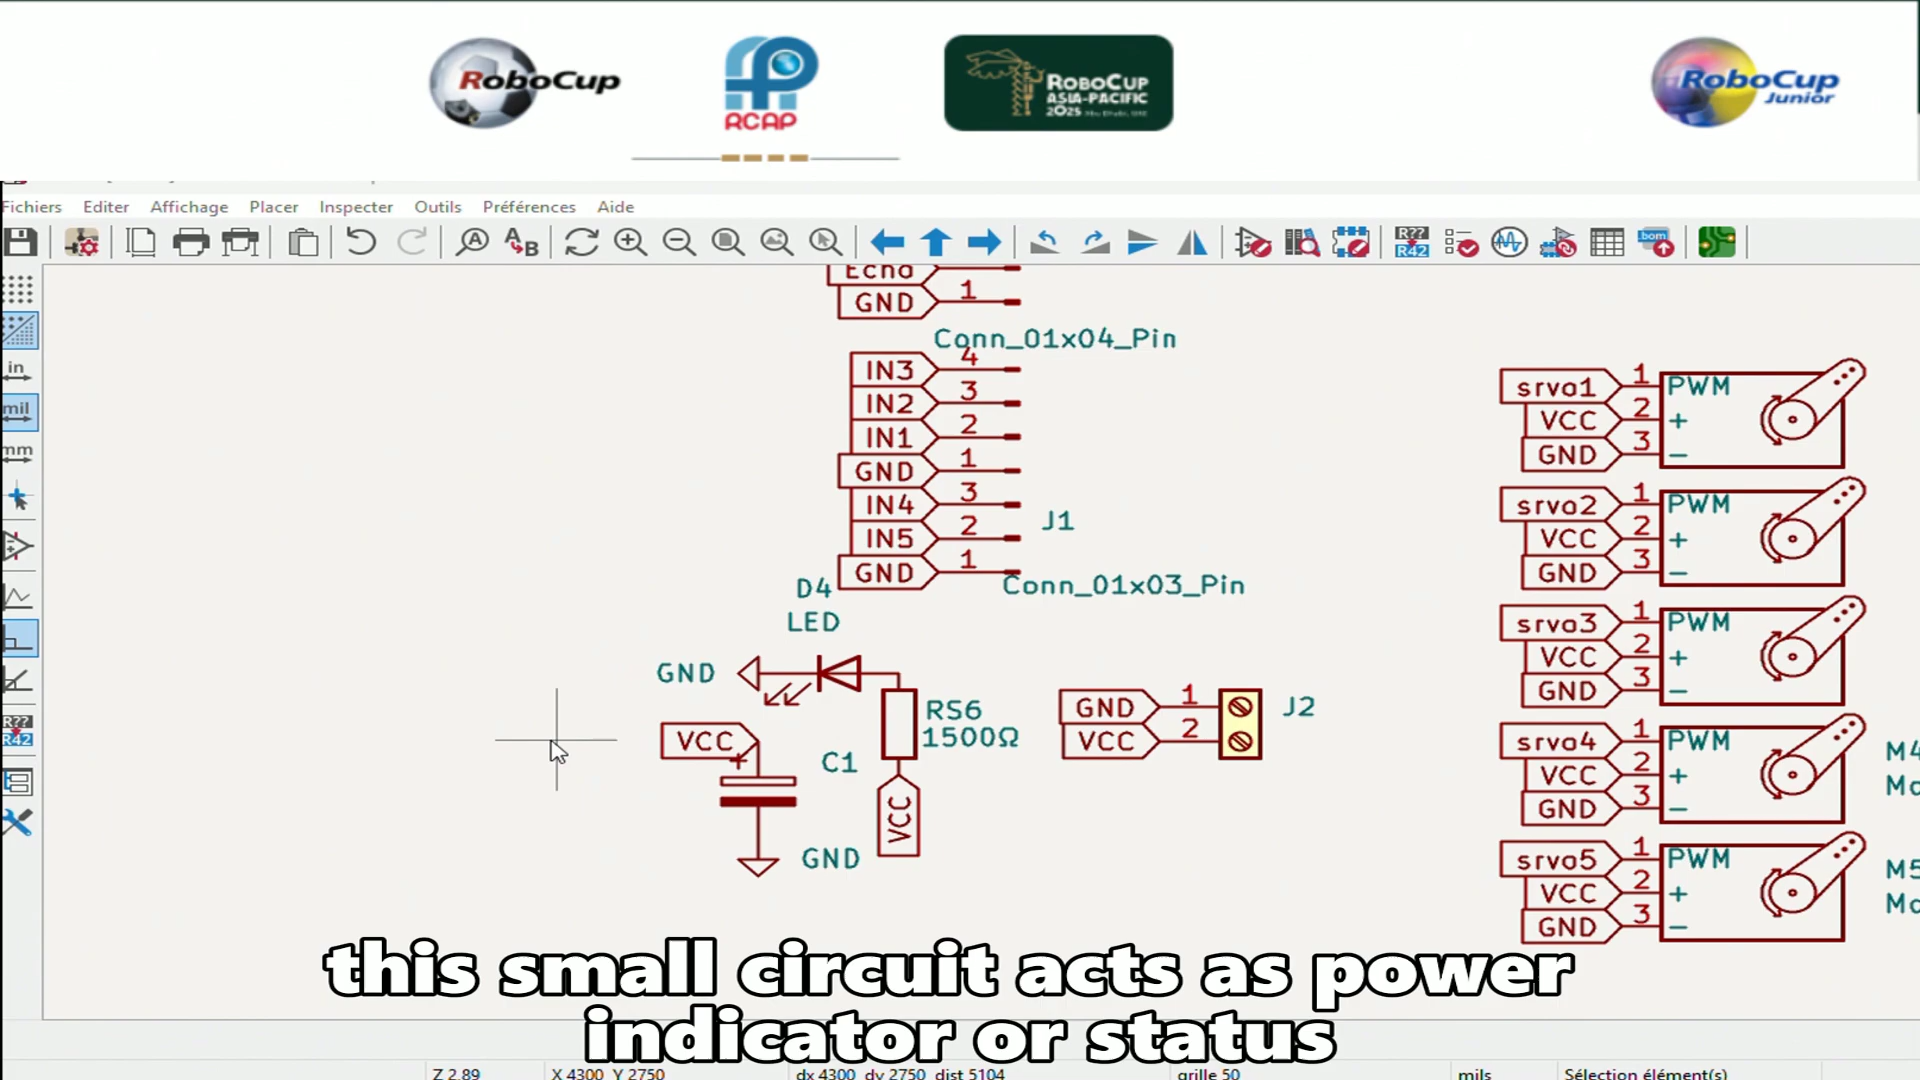 RoboCup
RCAP
RoboCup
Asia-Pacific
2025 Abu Dhabi, UAE
RoboCup
Junior
Fichiers Editer Affichage Placer Inspecter Outils Préférences Aide
R??
R42
bom
in
mil
mm
R??
R42
Echo
GND 1
Conn_01x04_Pin
IN3 4
IN2 3
IN1 2
GND 1
IN4 3
IN5 2
GND 1
J1
Conn_01x03_Pin
D4
LED
GND
RS6
1500Ω
VCC
VCC
+
C1
GND
GND 1
VCC 2
J2
srvo1 1 PWM
VCC 2 +
GND 3 -
srvo2 1 PWM
VCC 2 +
GND 3 -
srvo3 1 PWM
VCC 2 +
GND 3 -
srvo4 1 PWM
VCC 2 +
GND 3 -
M4
srvo5 1 PWM
VCC 2 +
GND 3 -
M5
this small circuit acts as power
indicator or status
Z 2.89 X 4300 Y 2750 dx 4300 dy 2750 dist 5104 grille 50 mils Sélection élément(s)